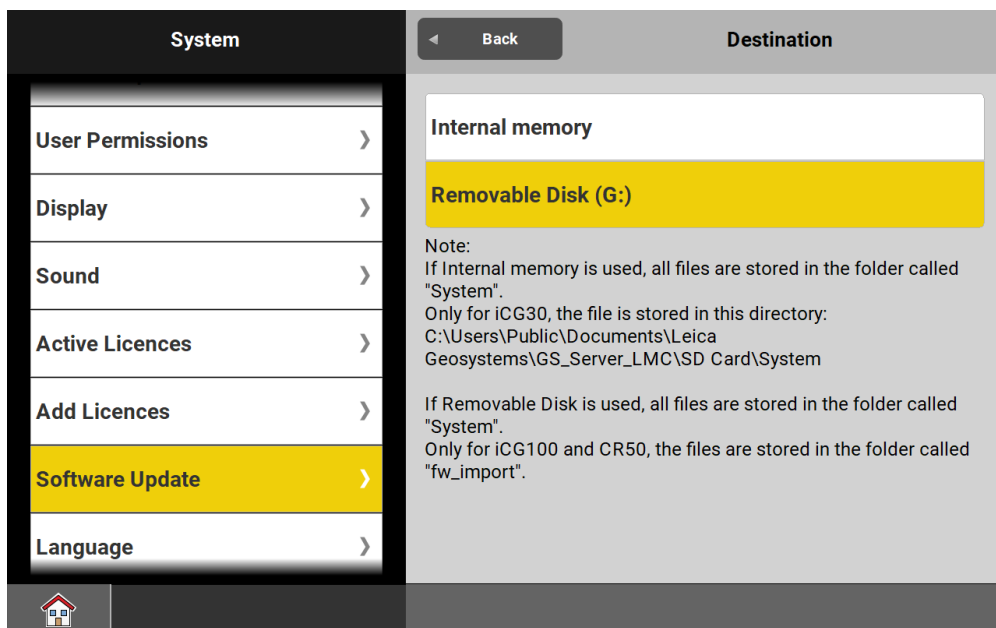 System
User Permissions
Display
Sound
Active Licences
Add Licences
Software Update
Language
Back
Destination
Internal memory
Removable Disk (G:)
Note:
If Internal memory is used, all files are stored in the folder called
"System".
Only for iCG30, the file is stored in this directory:
C:\Users\Public\Documents\Leica
Geosystems\GS_Server_LMC\SD Card\System
If Removable Disk is used, all files are stored in the folder called
"System".
Only for iCG100 and CR50, the files are stored in the folder called
"fw_import".